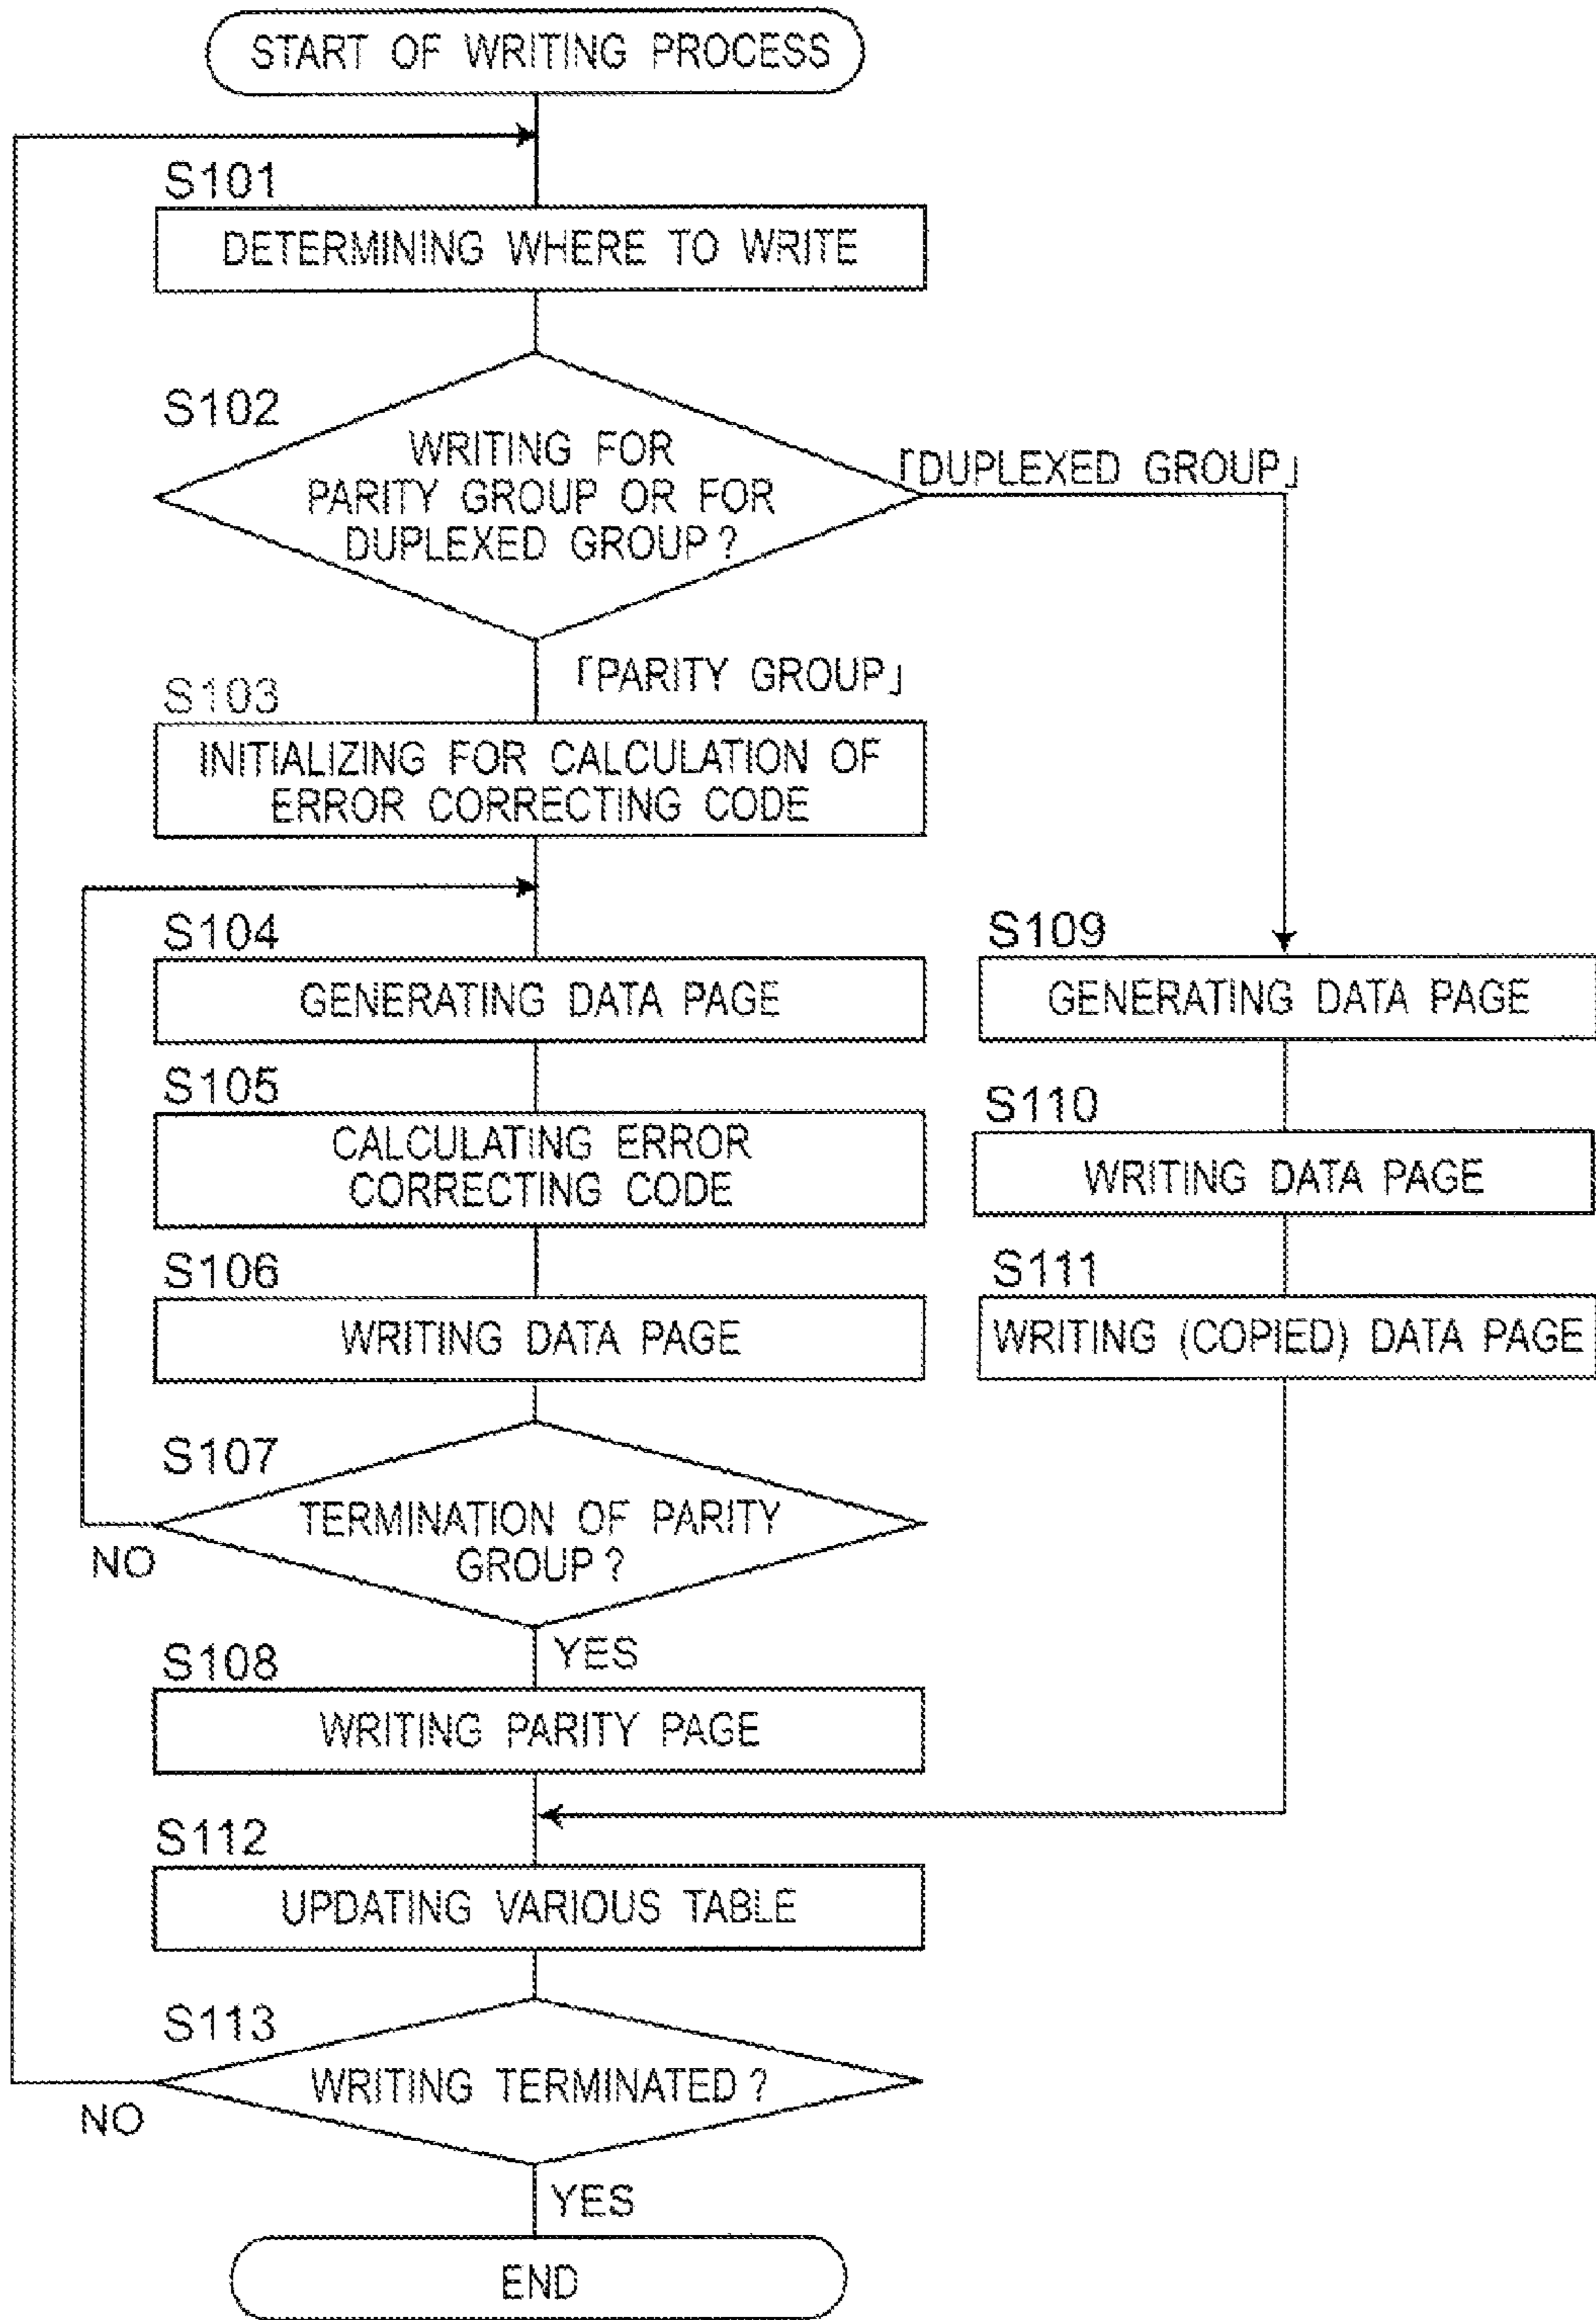 START OF WRITING PROCESS
S101
DETERMINING WHERE TO WRITE
S102
WRITING FOR
PARITY GROUP OR FOR
DUPLEXED GROUP?
「DUPLEXED GROUP」
「PARITY GROUP」
S103
INITIALIZING FOR CALCULATION OF
ERROR CORRECTING CODE
S104
GENERATING DATA PAGE
S105
CALCULATING ERROR
CORRECTING CODE
S106
WRITING DATA PAGE
S107
TERMINATION OF PARITY
GROUP?
NO
YES
S108
WRITING PARITY PAGE
S109
GENERATING DATA PAGE
S110
WRITING DATA PAGE
S111
WRITING (COPIED) DATA PAGE
S112
UPDATING VARIOUS TABLE
S113
WRITING TERMINATED?
NO
YES
END